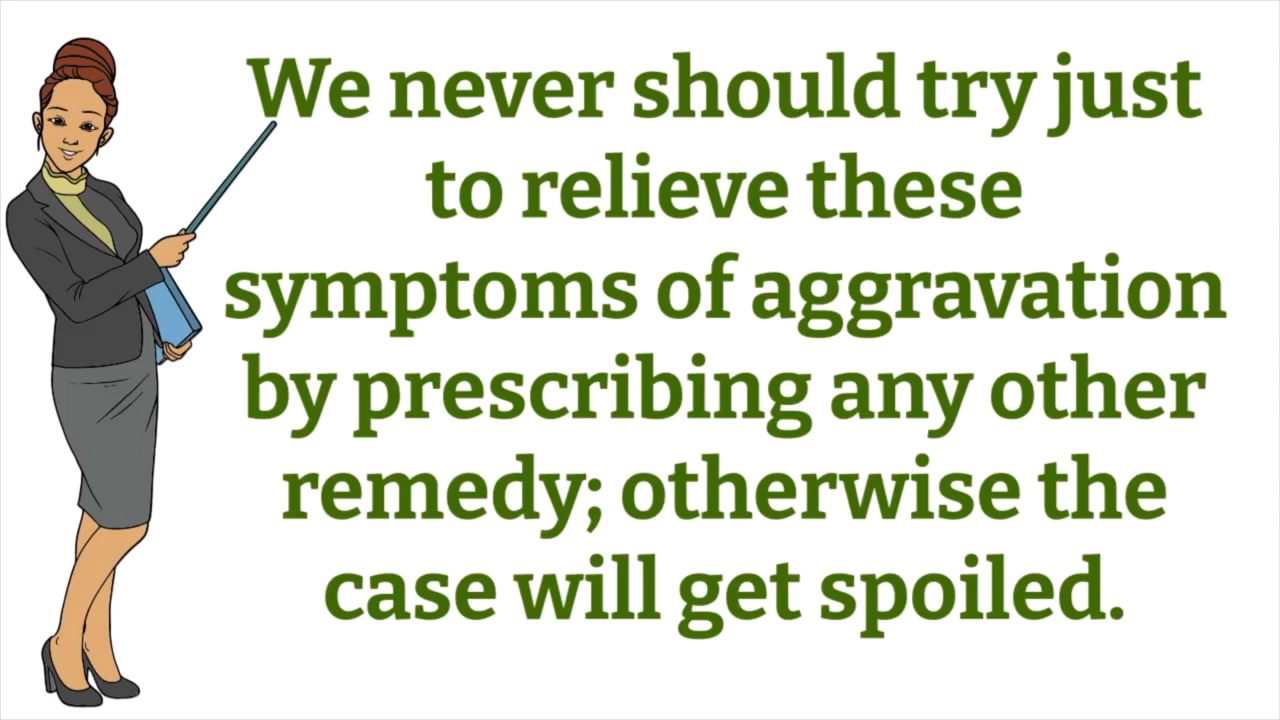 We never should try just
to relieve these
symptoms of aggravation
by prescribing any other
remedy; otherwise the
case will get spoiled.